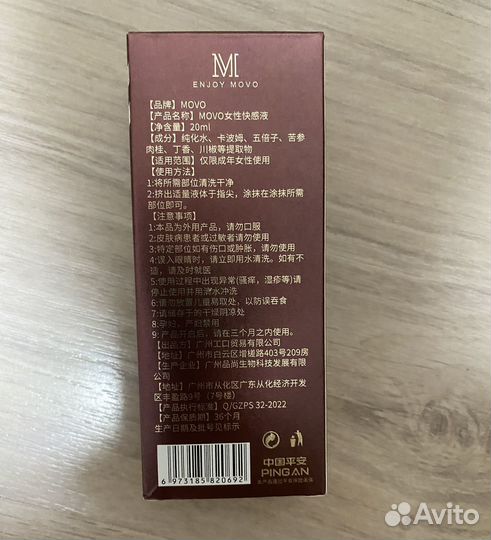 M
ENJOY MOVO
【品牌】MOVO
【产品名称】MOVO女性快感液
【净含量】20ml
【成分】纯化水、卡波姆、五倍子、苦参
肉桂、丁香、川椒等提取物
【适用范围】仅限成年女性使用
【使用方法】
1:将所需部位清洗干净
2:挤出适量液体于指尖，涂抹在涂抹所需
部位即可。
【注意事项】
1:本品为外用产品，请勿口服
2:皮肤病患者或过敏者请勿使用
3:特定部位如有伤口或肿胀，请勿使用
4:误入眼睛时，请立即用水清洗。如有不
适，请及时就医
5:使用过程中出现异常(骚痒，湿疹等)请
停止使用并用清水冲洗
6:请勿放置儿童易取处，以防误吞食
7:请储存于的干燥阴凉处
8:孕妇，产妇禁用
9:产品开启后，请在三个月之内使用。
【出品方】广州工口贸易有限公司
【地址】广州市白云区增槎路463号209房
【生产企业】广州品尚生物科技发展有限
公司
【地址】广州市从化区广东从化经济开发
区丰盈路9号（7号楼）
【产品执行标准】Q/GZPS 32-2022
【产品保质期】36个月
生产日期及批号见标示
6 973185 820692
中国平安
PING AN
Avito